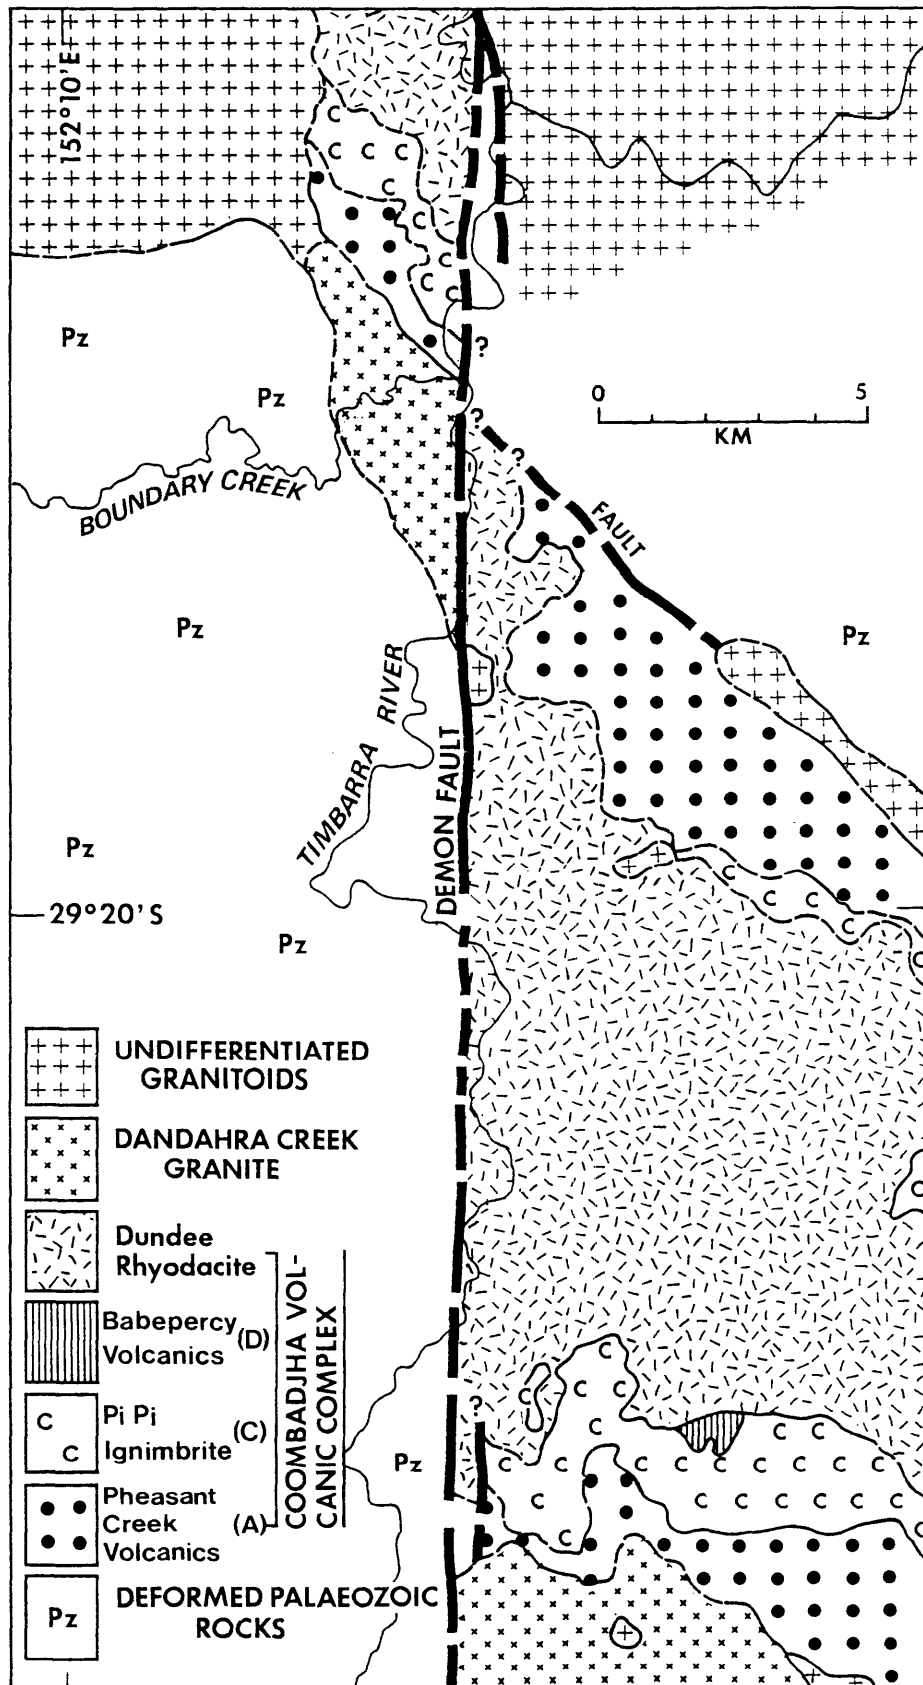 152°10'E
Pz
Pz
?
?
?
0 5
KM
BOUNDARY CREEK
FAULT
Pz
Pz
TIMBARRA RIVER
DEMON FAULT
Pz
29°20'S
Pz
UNDIFFERENTIATED
GRANITOIDS
DANDAHRA CREEK
GRANITE
Dundee
Rhyodacite
Babepercy (D)
Volcanics
C Pi Pi
C Ignimbrite (C)
Pheasant
Creek (A)
Volcanics
COOMBADJHA VOL-
CANIC COMPLEX
?
Pz
Pz DEFORMED PALAEOZOIC
ROCKS